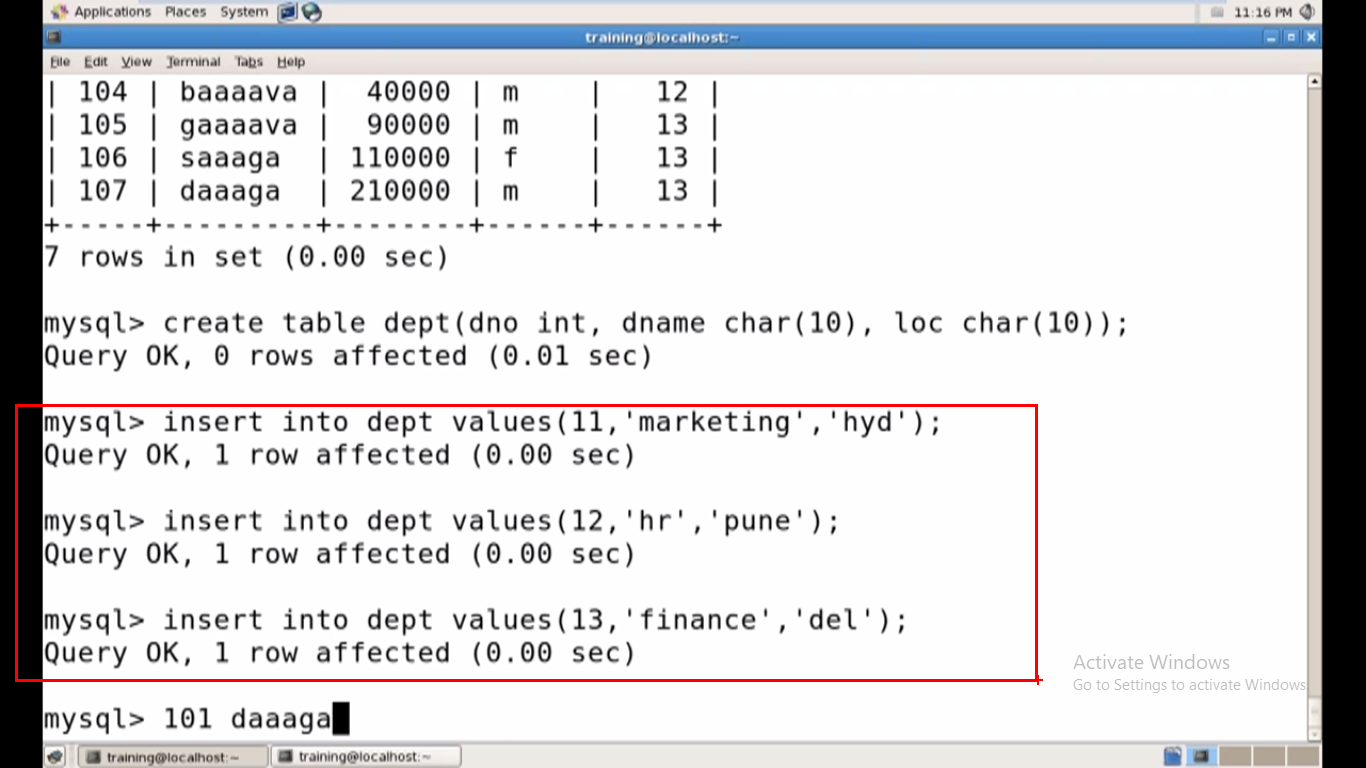 Applications Places System 11:16 PM
training@localhost:~
File Edit View Terminal Tabs Help
| 104 | baaaava | 40000 | m | 12 |
| 105 | gaaaava | 90000 | m | 13 |
| 106 | saaaga | 110000 | f | 13 |
| 107 | daaaga | 210000 | m | 13 |
+-----+---------+--------+------+------+
7 rows in set (0.00 sec)
mysql> create table dept(dno int, dname char(10), loc char(10));
Query OK, 0 rows affected (0.01 sec)
mysql> insert into dept values(11,'marketing','hyd');
Query OK, 1 row affected (0.00 sec)
mysql> insert into dept values(12,'hr','pune');
Query OK, 1 row affected (0.00 sec)
mysql> insert into dept values(13,'finance','del');
Query OK, 1 row affected (0.00 sec)
Activate Windows
Go to Settings to activate Windows
mysql> 101 daaaga
training@localhost:~ training@localhost:~